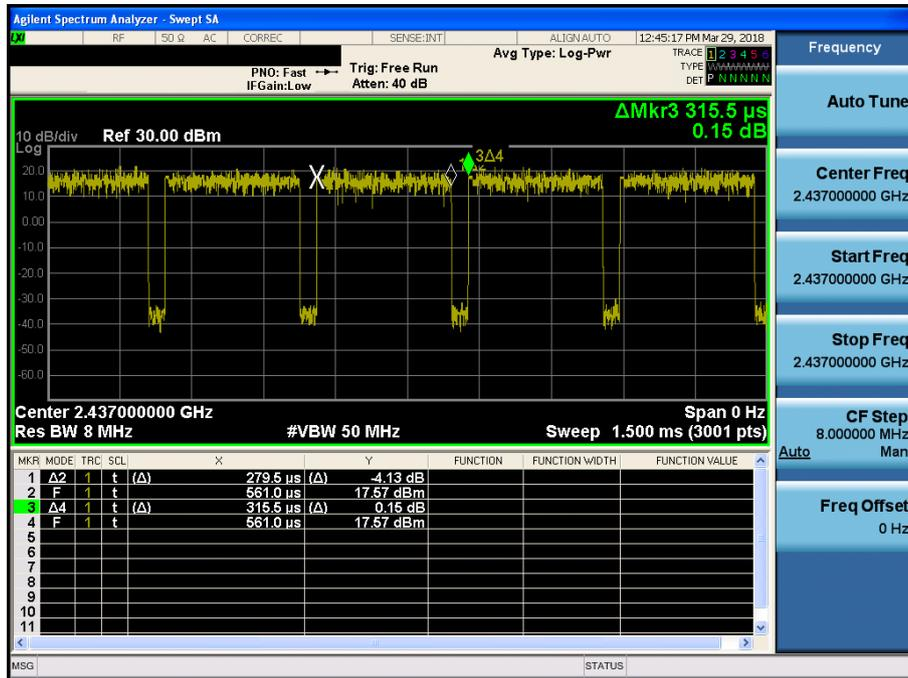 Agilent Spectrum Analyzer - Swept SA
LXI RF 50 Ω AC CORREC SENSE:INT ALIGN AUTO 12:45:17 PM Mar 29, 2018
PNO: Fast Trig: Free Run Avg Type: Log-Pwr TRACE 1 2 3 4 5 6
IFGain:Low Atten: 40 dB TYPE
DET P N N N N N
ΔMkr3 315.5 µs
0.15 dB
10 dB/div Ref 30.00 dBm
Log
20.0
10.0
0.00
-10.0
-20.0
-30.0
-40.0
-50.0
-60.0
3Δ4
X
Center 2.437000000 GHz Span 0 Hz
Res BW 8 MHz #VBW 50 MHz Sweep 1.500 ms (3001 pts)
MKR MODE TRC SCL X Y FUNCTION FUNCTION WIDTH FUNCTION VALUE
1 Δ2 1 t (Δ) 279.5 µs (Δ) -4.13 dB
2 F 1 t 561.0 µs 17.57 dBm
3 Δ4 1 t (Δ) 315.5 µs (Δ) 0.15 dB
4 F 1 t 561.0 µs 17.57 dBm
5
6
7
8
9
10
11
MSG STATUS
Frequency
Auto Tune
Center Freq
2.437000000 GHz
Start Freq
2.437000000 GHz
Stop Freq
2.437000000 GHz
CF Step
8.000000 MHz
Auto Man
Freq Offset
0 Hz